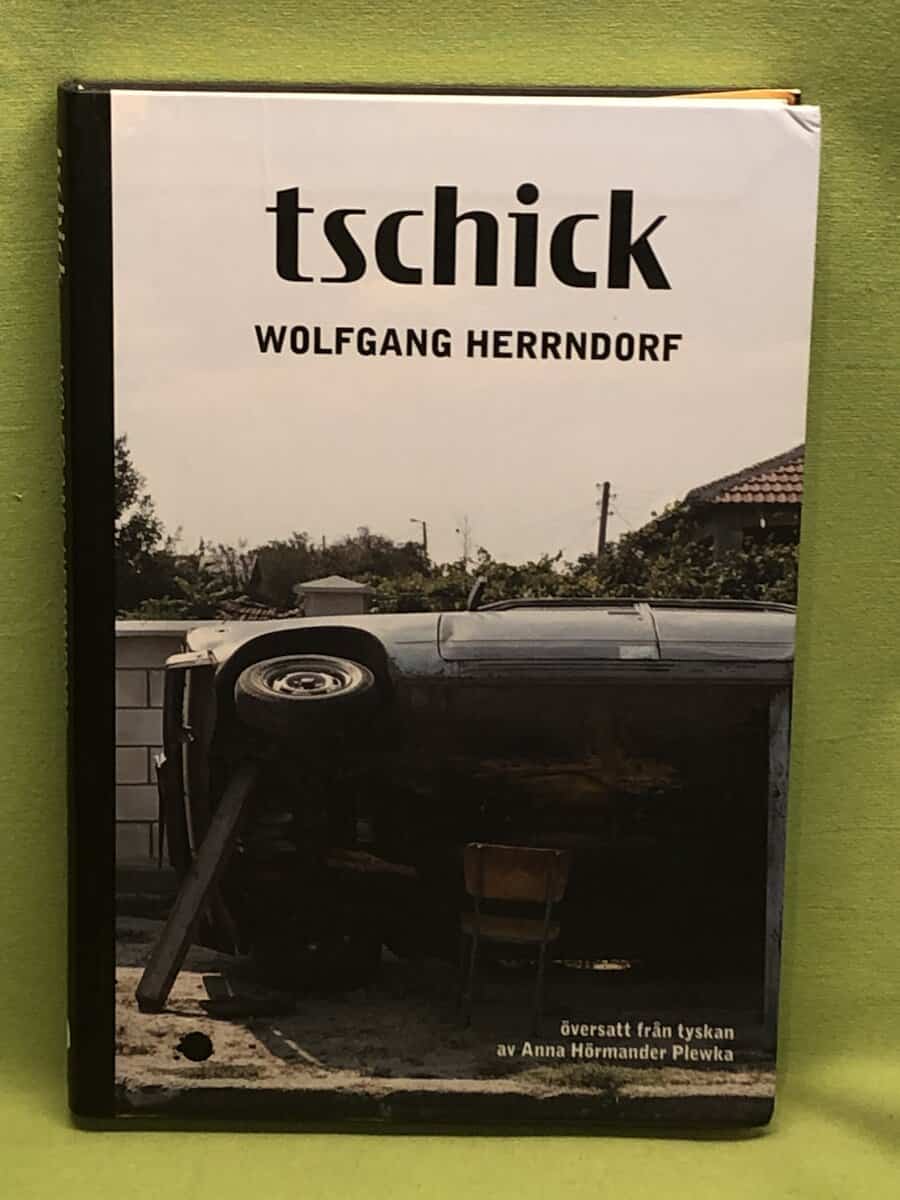 tschick
WOLFGANG HERRNDORF
översatt från tyskan
av Anna Hörmander Plewka